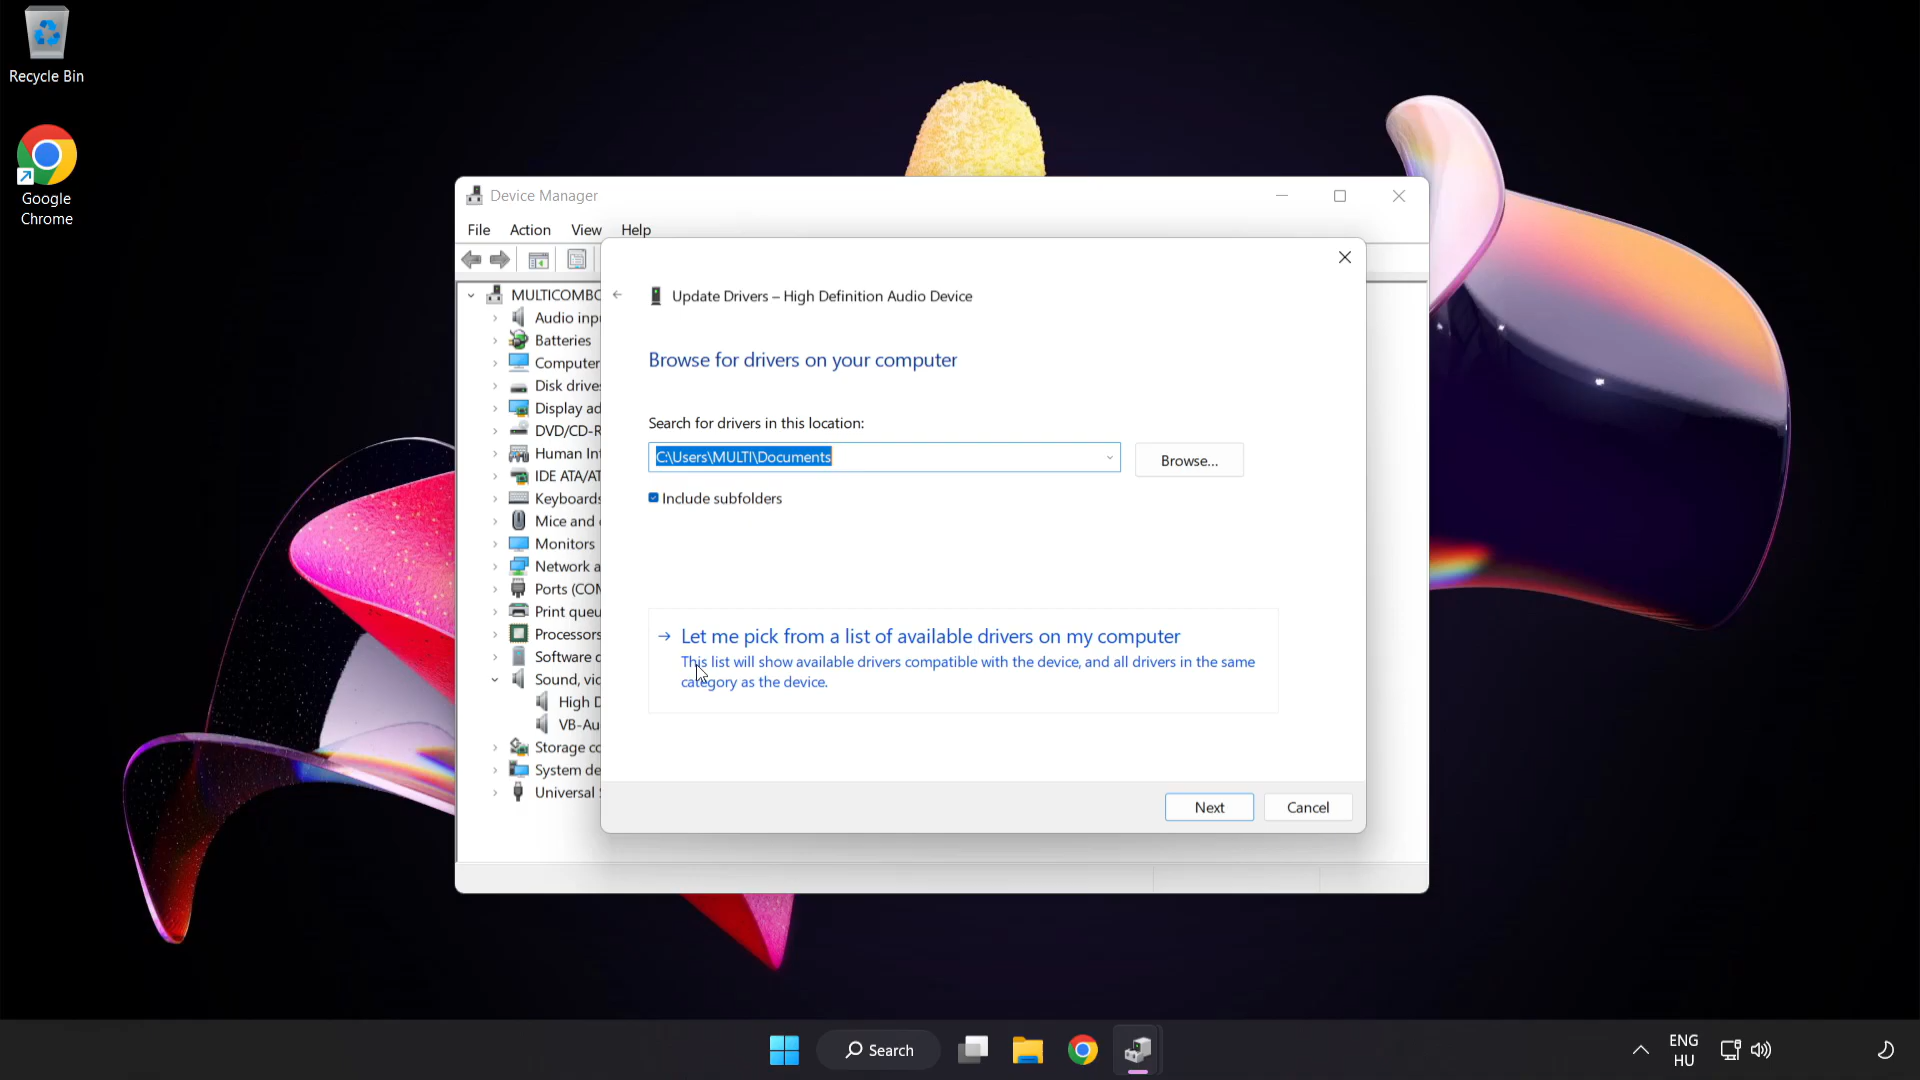 Recycle Bin
Google
Chrome
Device Manager
File Action View Help
MULTICOMBO
Audio inpu
Batteries
Computer
Disk drives
Display ad
DVD/CD-R
Human Int
IDE ATA/AT
Keyboards
Mice and
Monitors
Network a
Ports (COM
Print queu
Processors
Software d
Sound, vid
High D
VB-Au
Storage co
System de
Universal
Update Drivers – High Definition Audio Device
Browse for drivers on your computer
Search for drivers in this location:
C:\Users\MULTI\Documents
Browse...
Include subfolders
Let me pick from a list of available drivers on my computer
This list will show available drivers compatible with the device, and all drivers in the same
category as the device.
Next Cancel
Search
ENG
HU